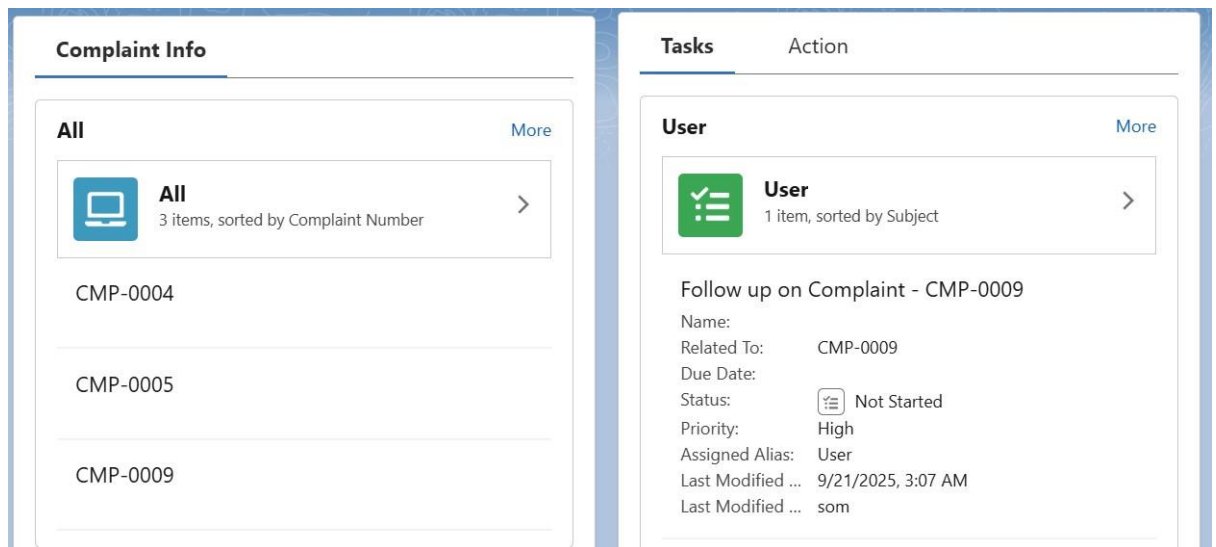 Complaint Info
All
More
All
3 items, sorted by Complaint Number
CMP-0004
CMP-0005
CMP-0009
Tasks Action
User
More
User
1 item, sorted by Subject
Follow up on Complaint - CMP-0009
Name:
Related To: CMP-0009
Due Date:
Status: Not Started
Priority: High
Assigned Alias: User
Last Modified ... 9/21/2025, 3:07 AM
Last Modified ... som